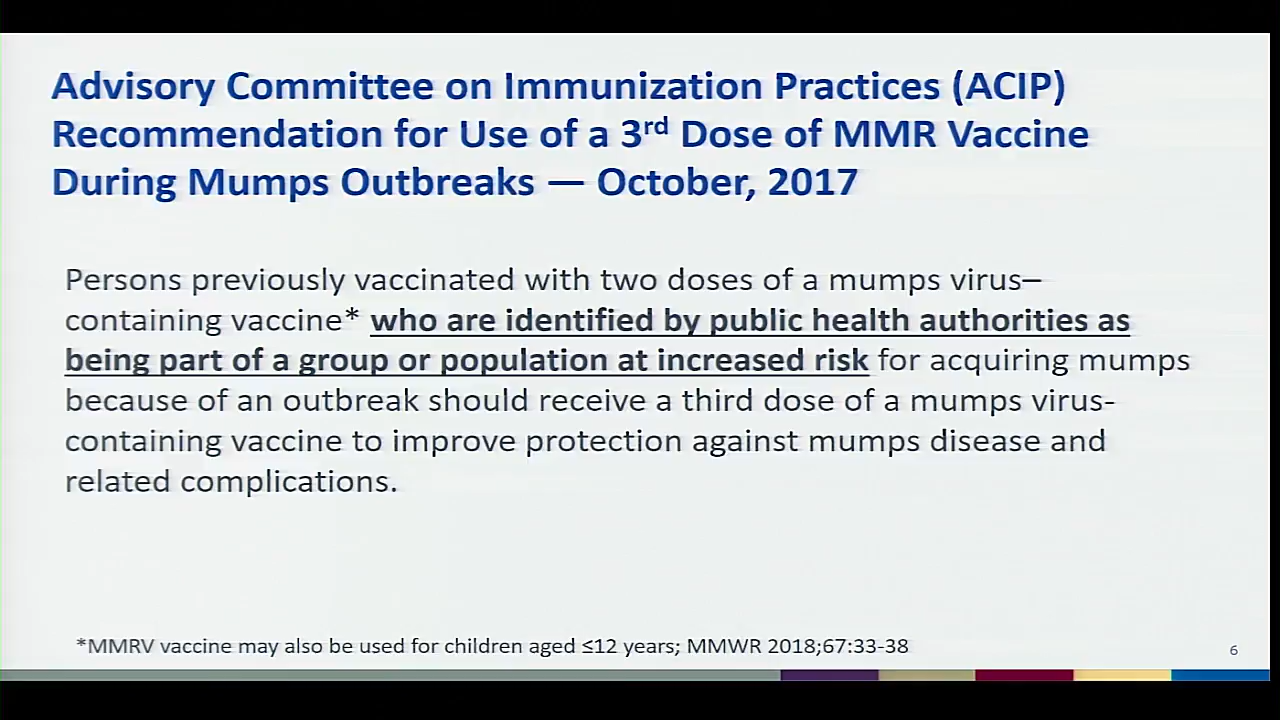 Advisory Committee on Immunization Practices (ACIP)
Recommendation for Use of a 3rd Dose of MMR Vaccine
During Mumps Outbreaks — October, 2017
Persons previously vaccinated with two doses of a mumps virus–
containing vaccine* who are identified by public health authorities as
being part of a group or population at increased risk for acquiring mumps
because of an outbreak should receive a third dose of a mumps virus-
containing vaccine to improve protection against mumps disease and
related complications.
*MMRV vaccine may also be used for children aged ≤12 years; MMWR 2018;67:33-38
6